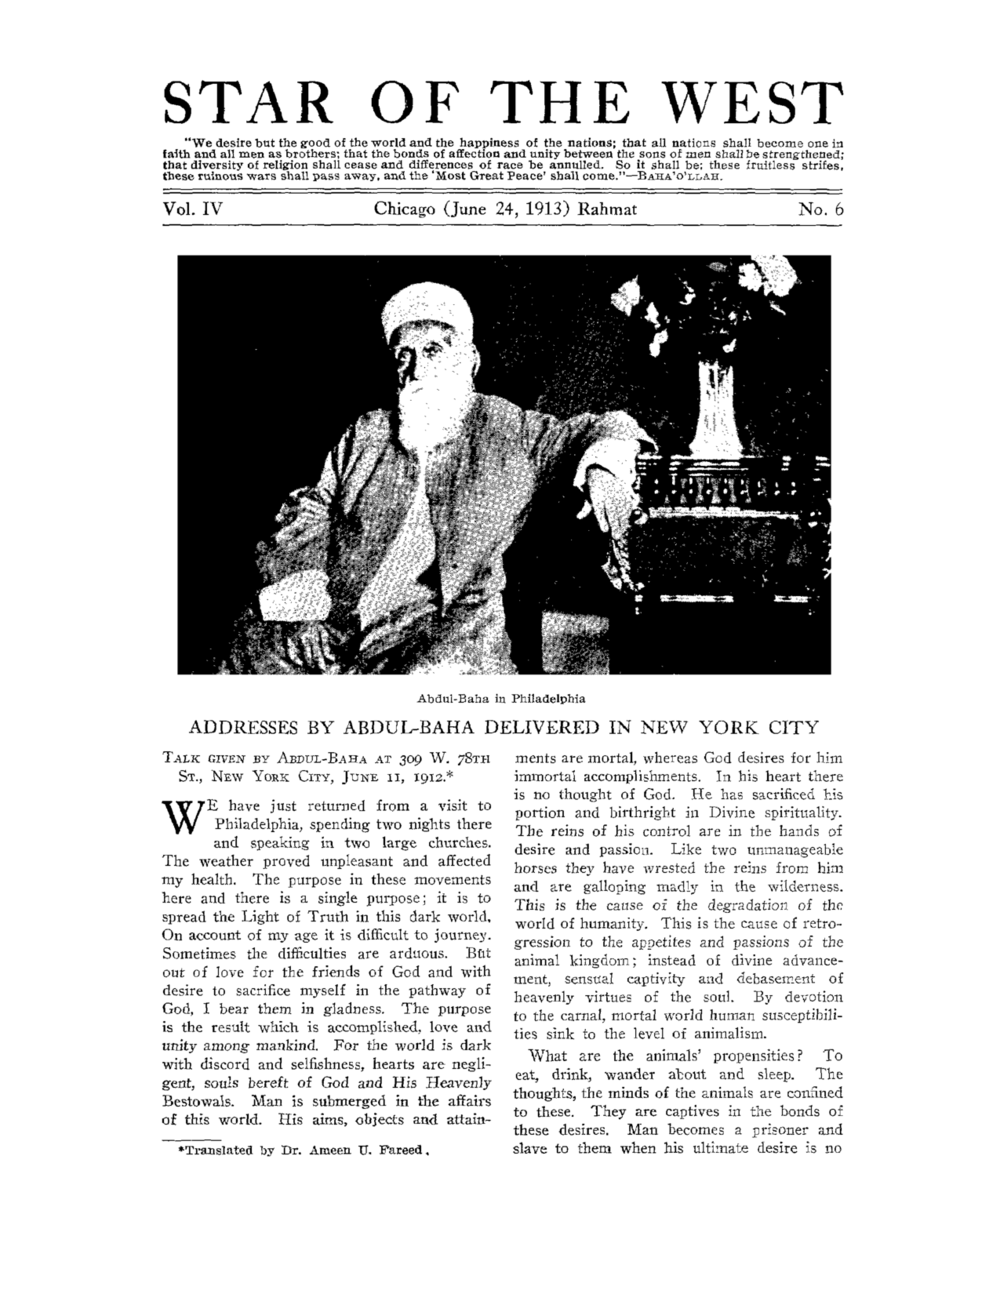 STAR OF THE WEST
"We desire but the good of the world and the happiness of the nations; that all nations shall become one in
faith and all men as brothers; that the bonds of affection and unity between the sons of men shall be strengthened;
that diversity of religion shall cease and differences of race be annulled. So it shall be; these fruitless strifes,
these ruinous wars shall pass away, and the 'Most Great Peace' shall come."—BAHA'O'LLAH.
Vol. IV Chicago (June 24, 1913) Rahmat No. 6
Abdul-Baha in Philadelphia
ADDRESSES BY ABDUL-BAHA DELIVERED IN NEW YORK CITY
TALK GIVEN BY ABDUL-BAHA AT 309 W. 78TH
ST., NEW YORK CITY, JUNE 11, 1912.*
WE have just returned from a visit to
Philadelphia, spending two nights there
and speaking in two large churches.
The weather proved unpleasant and affected
my health. The purpose in these movements
here and there is a single purpose; it is to
spread the Light of Truth in this dark world.
On account of my age it is difficult to journey.
Sometimes the difficulties are arduous. But
out of love for the friends of God and with
desire to sacrifice myself in the pathway of
God, I bear them in gladness. The purpose
is the result which is accomplished, love and
unity among mankind. For the world is dark
with discord and selfishness, hearts are negli-
gent, souls bereft of God and His Heavenly
Bestowals. Man is submerged in the affairs
of this world. His aims, objects and attain-
*Translated by Dr. Ameen U. Fareed.
ments are mortal, whereas God desires for him
immortal accomplishments. In his heart there
is no thought of God. He has sacrificed his
portion and birthright in Divine spirituality.
The reins of his control are in the hands of
desire and passion. Like two unmanageable
horses they have wrested the reins from him
and are galloping madly in the wilderness.
This is the cause of the degradation of the
world of humanity. This is the cause of retro-
gression to the appetites and passions of the
animal kingdom; instead of divine advance-
ment, sensual captivity and debasement of
heavenly virtues of the soul. By devotion
to the carnal, mortal world human susceptibili-
ties sink to the level of animalism.
What are the animals' propensities? To
eat, drink, wander about and sleep. The
thoughts, the minds of the animals are confined
to these. They are captives in the bonds of
these desires. Man becomes a prisoner and
slave to them when his ultimate desire is no